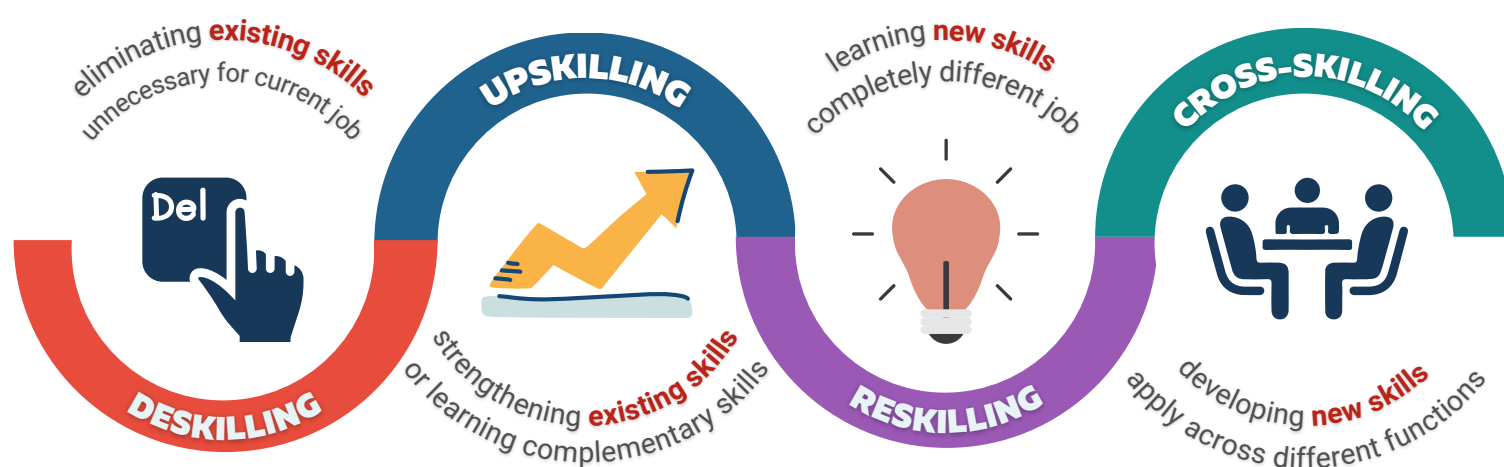 eliminating existing skills
unnecessary for current job
Del
DESKILLING
UPSKILLING
strengthening existing skills
or learning complementary skills
learning new skills
completely different job
RESKILLING
CROSS-SKILLING
developing new skills
apply across different functions